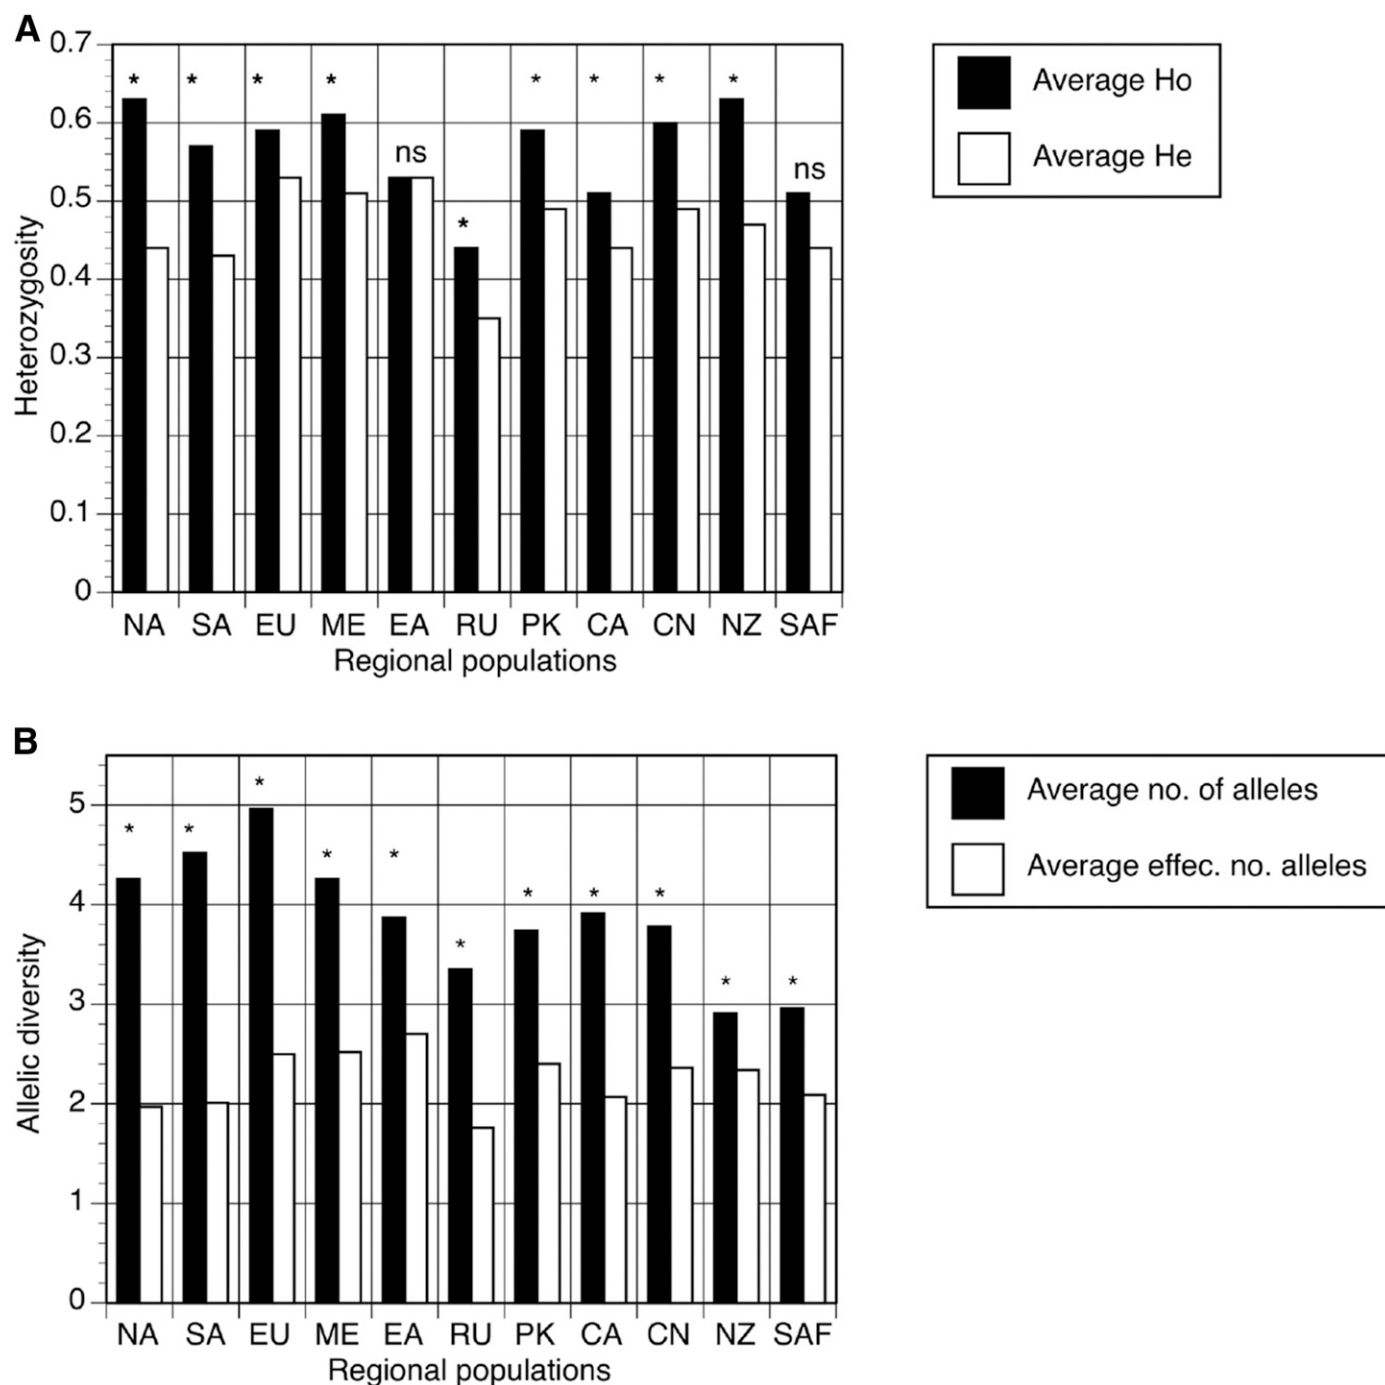 A
0.7
0.6
0.5
0.4
0.3
0.2
0.1
0
Heterozygosity
* * * * ns * * * * * ns
NA SA EU ME EA RU PK CA CN NZ SAF
Regional populations
Average Ho
Average He
B
5
4
3
2
1
0
Allelic diversity
* * * * * * * * * * *
NA SA EU ME EA RU PK CA CN NZ SAF
Regional populations
Average no. of alleles
Average effec. no. alleles